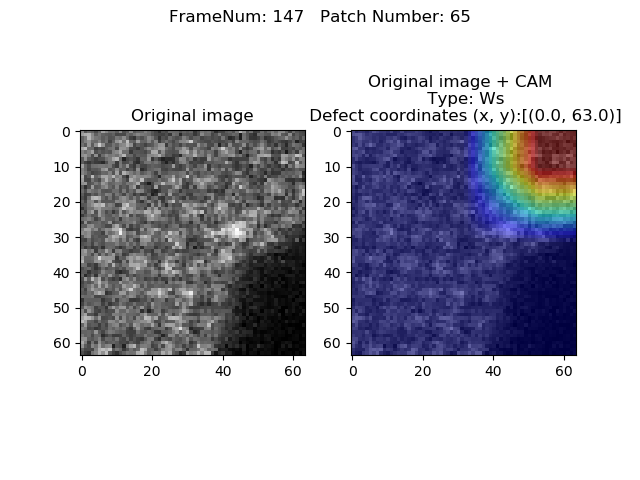 FrameNum: 147   Patch Number: 65
Original image
0
10
20
30
40
50
60
0 20 40 60
Original image + CAM
Type: Ws
Defect coordinates (x, y):[(0.0, 63.0)]
0
10
20
30
40
50
60
0 20 40 60